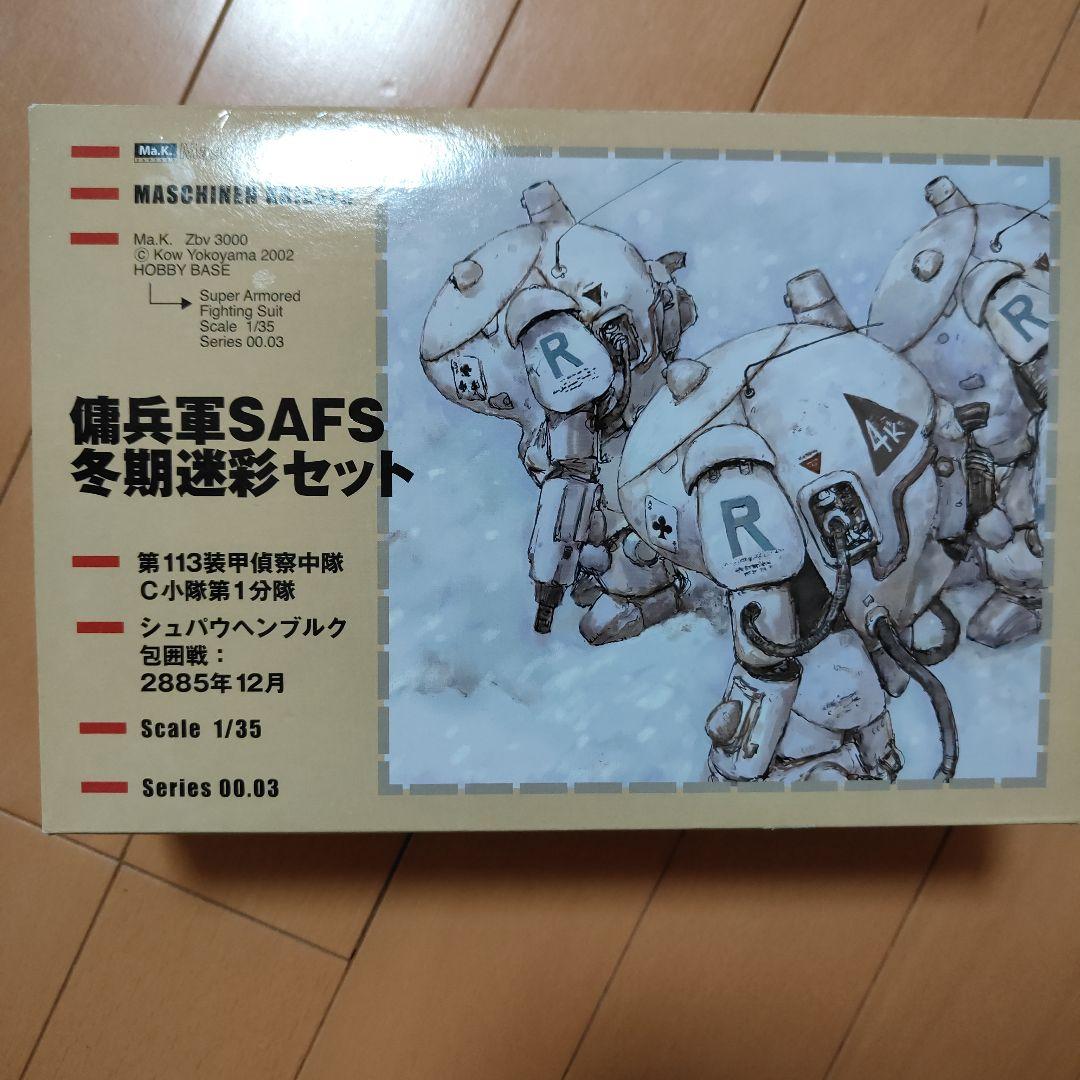 Ma.K.
MASCHINEN
Ma.K. Zbv 3000
© Kow Yokoyama 2002
HOBBY BASE
Super Armored
Fighting Suit
Scale 1/35
Series 00.03
傭兵軍SAFS
冬期迷彩セット
第113装甲偵察中隊
C小隊第1分隊
シュパウヘンブルク
包囲戦：
2885年12月
Scale 1/35
Series 00.03
R
R
R
4K